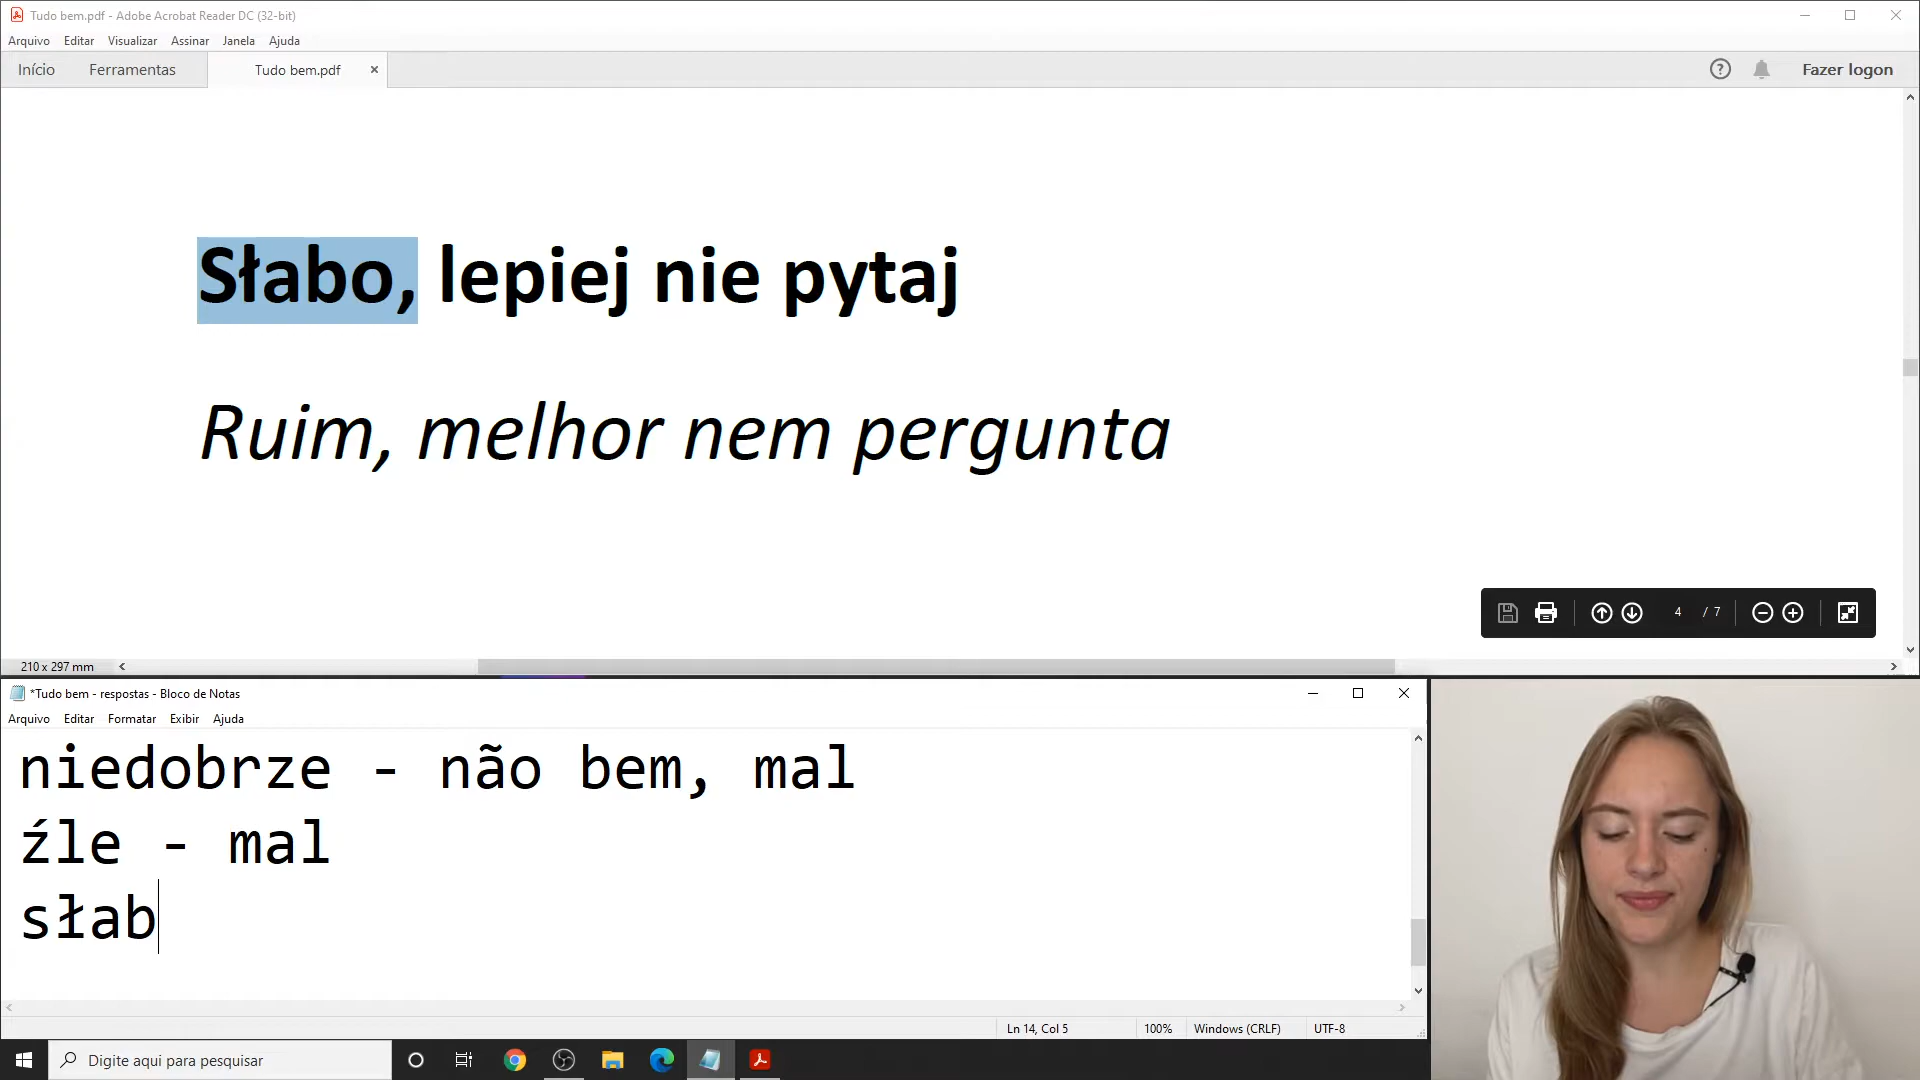 Tudo bem.pdf - Adobe Acrobat Reader DC (32-bit)
Arquivo Editar Visualizar Assinar Janela Ajuda
Início Ferramentas Tudo bem.pdf × Fazer logon
Słabo, lepiej nie pytaj
Ruim, melhor nem pergunta
4 / 7
210 x 297 mm
*Tudo bem - respostas - Bloco de Notas
Arquivo Editar Formatar Exibir Ajuda
niedobrze - não bem, mal
źle - mal
słab
Ln 14, Col 5 100% Windows (CRLF) UTF-8
Digite aqui para pesquisar